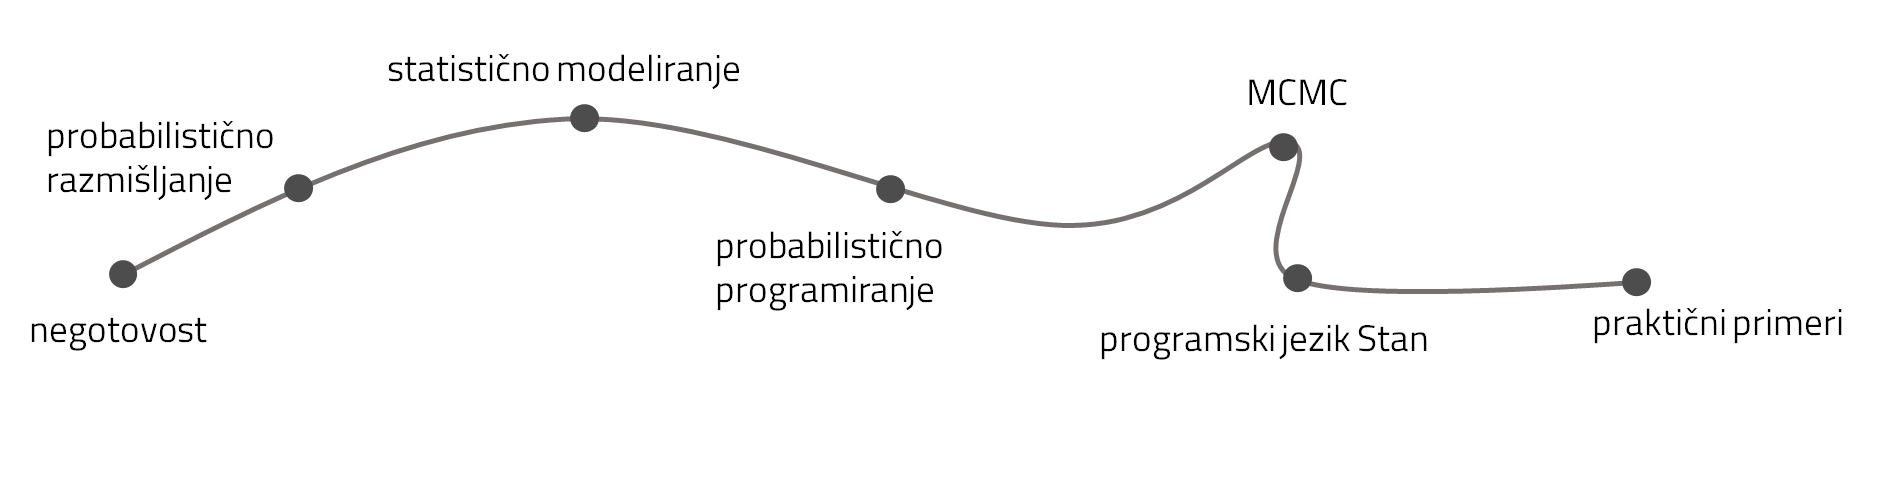 negotovost
probabilistično
razmišljanje
statistično modeliranje
probabilistično
programiranje
MCMC
programski jezik Stan
praktični primeri